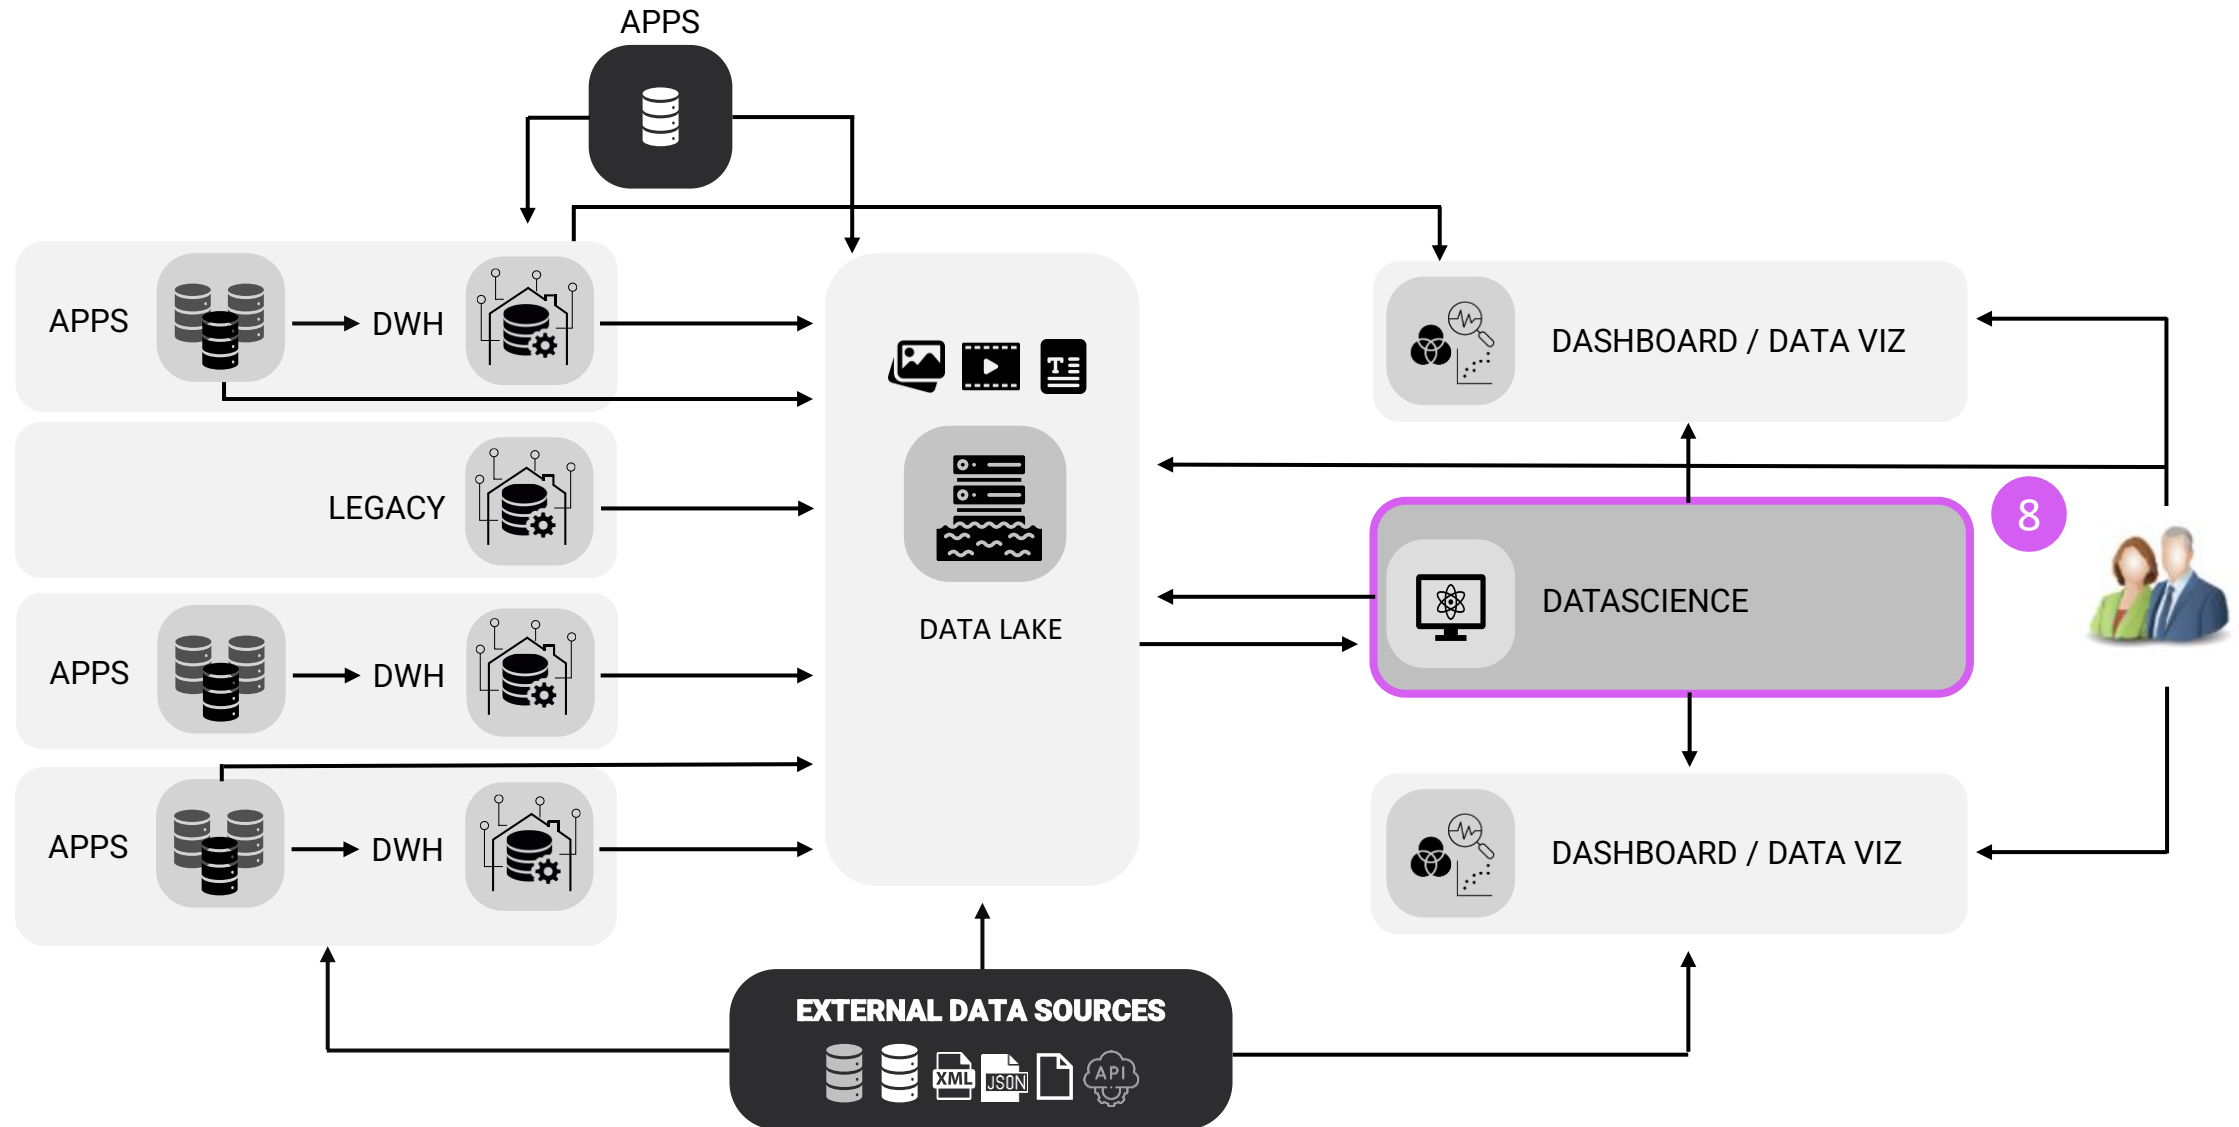 APPS
APPS
DWH
DASHBOARD / DATA VIZ
LEGACY
8
DATASCIENCE
DATA LAKE
APPS
DWH
APPS
DWH
DASHBOARD / DATA VIZ
EXTERNAL DATA SOURCES
XML
JSON
API